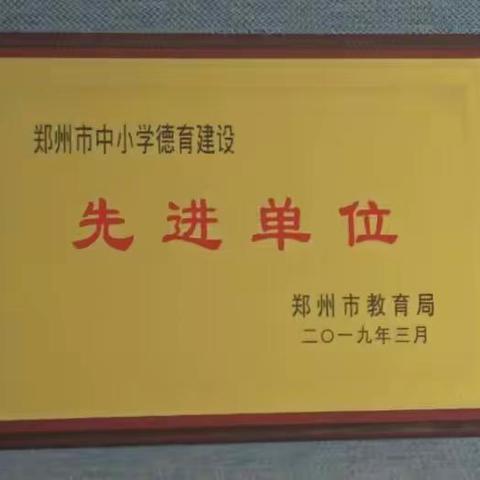 郑州市中小学德育建设
先进单位
郑州市教育局
二〇一九年三月